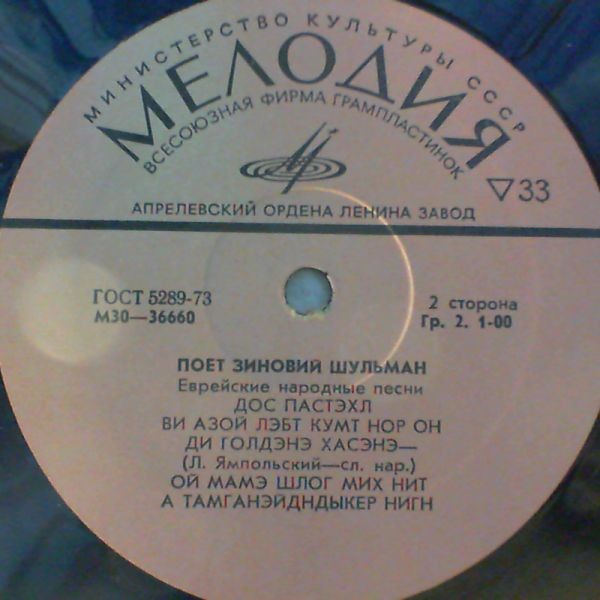 МИНИСТЕРСТВО КУЛЬТУРЫ СССР
МЕЛОДИЯ
ВСЕСОЮЗНАЯ ФИРМА ГРАМПЛАСТИНОК
▽33
АПРЕЛЕВСКИЙ ОРДЕНА ЛЕНИНА ЗАВОД
ГОСТ 5289-73
М30—36660
2 сторона
Гр. 2. 1-00
ПОЕТ ЗИНОВИЙ ШУЛЬМАН
Еврейские народные песни
ДОС ПАСТЭХЛ
ВИ АЗОЙ ЛЭБТ КУМТ НОР ОН
ДИ ГОЛДЭНЭ ХАСЭНЭ—
(Л. Ямпольский—сл. нар.)
ОЙ МАМЭ ШЛОГ МИХ НИТ
А ТАМГАНЭЙДНДЫКЕР НИГН